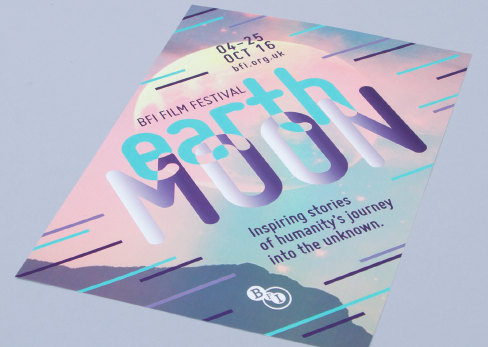 04–25
OCT 16
bfi.org.uk
BFI FILM FESTIVAL
earth
MOON
Inspiring stories
of humanity's journey
into the unknown.
BFI